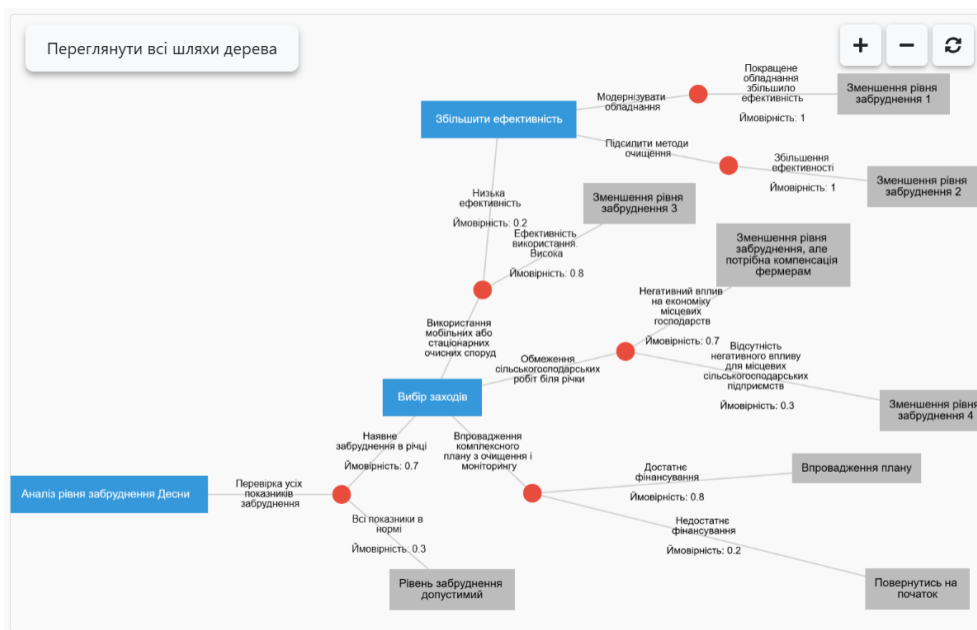 Переглянути всі шляхи дерева
+
−
Покращене
обладнання
збільшило
ефективність
Ймовірність: 1
Зменшення рівня
забруднення 1
Модернізувати
обладнання
Збільшити ефективність
Підсилити методи
очищення
Збільшення
ефективності
Ймовірність: 1
Зменшення рівня
забруднення 2
Низька
ефективність
Ймовірність: 0.2
Зменшення рівня
забруднення 3
Ефективність
використання.
Висока
Ймовірність: 0.8
Зменшення рівня
забруднення, але
потрібна компенсація
фермерам
Негативний вплив
на економіку
місцевих
господарств
Ймовірність: 0.7
Використання
мобільних або
стаціонарних
очисних споруд
Обмеження
сільськогосподарських
робіт біля річки
Відсутність
негативного впливу
для місцевих
сільськогосподарських
підприємств
Ймовірність: 0.3
Зменшення рівня
забруднення 4
Вибір заходів
Наявне
забруднення в річці
Ймовірність: 0.7
Впровадження
комплексного
плану з очищення і
моніторингу
Достатнє
фінансування
Ймовірність: 0.8
Впровадження плану
Аналіз рівня забруднення Десни
Перевірка усіх
показників
забруднення
Всі показники в
нормі
Ймовірність: 0.3
Недостатнє
фінансування
Ймовірність: 0.2
Рівень забруднення
допустимий
Повернутись на
початок